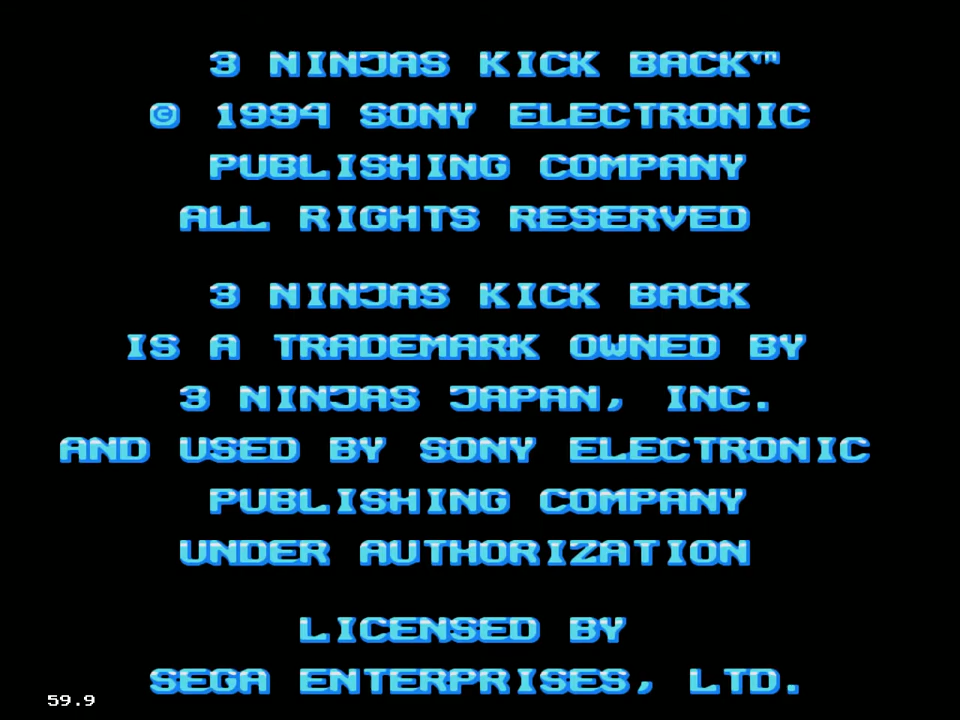 3 NINJAS KICK BACK™
© 1994 SONY ELECTRONIC
PUBLISHING COMPANY
ALL RIGHTS RESERVED
3 NINJAS KICK BACK
IS A TRADEMARK OWNED BY
3 NINJAS JAPAN, INC.
AND USED BY SONY ELECTRONIC
PUBLISHING COMPANY
UNDER AUTHORIZATION
LICENSED BY
SEGA ENTERPRISES, LTD.
59.9